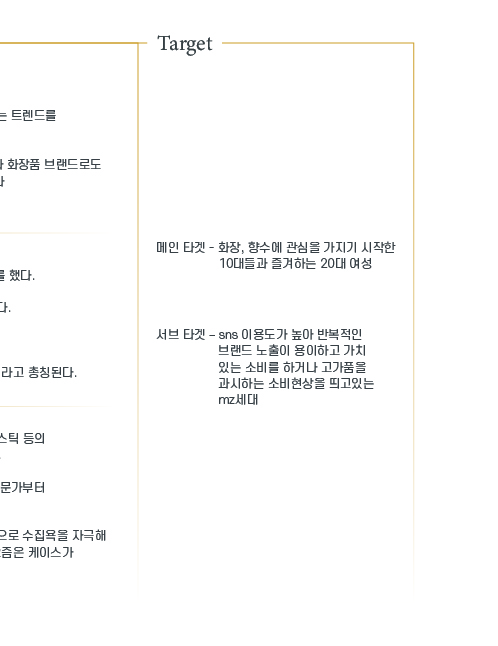 Target
는 트렌드를
화장품 브랜드로도
를 했다.
다.
라고 총칭된다.
스틱 등의
문가부터
으로 수집욕을 자극해
요즘은 케이스가
메인 타겟 - 화장, 향수에 관심을 가지기 시작한
10대들과 즐겨하는 20대 여성
서브 타겟 – sns 이용도가 높아 반복적인
브랜드 노출이 용이하고 가치
있는 소비를 하거나 고가품을
과시하는 소비현상을 띄고있는
mz세대